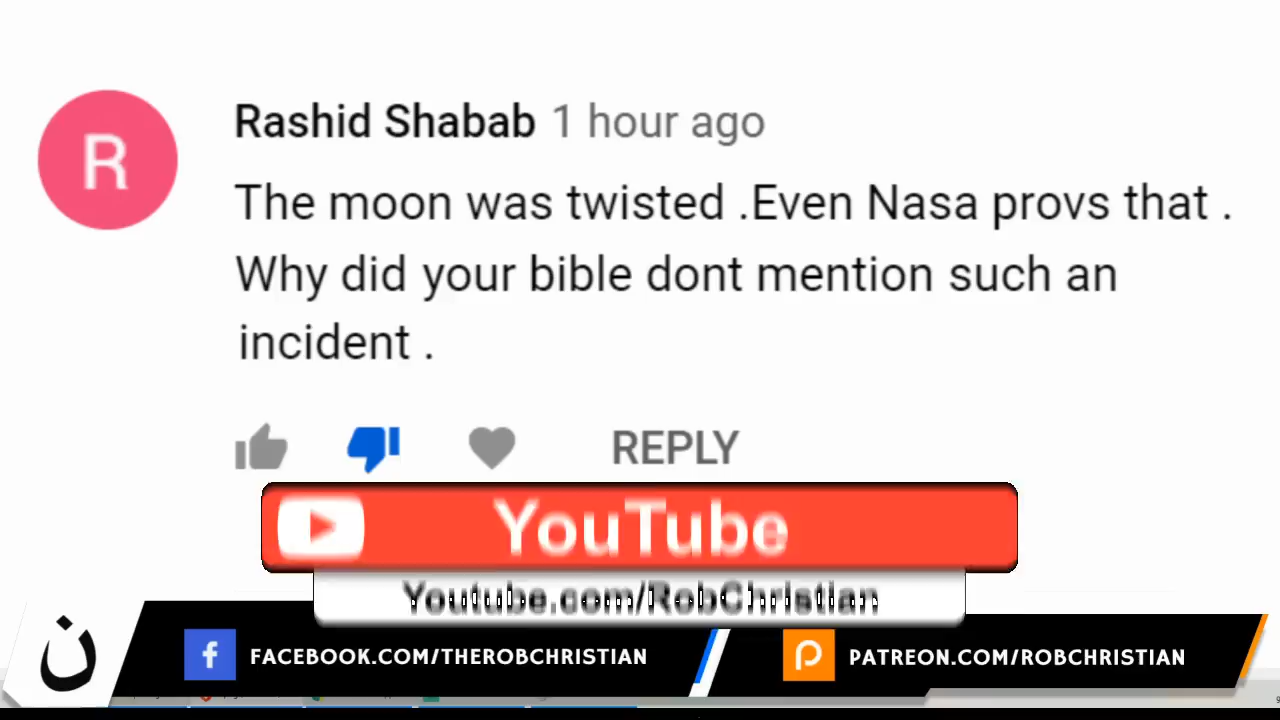 R
Rashid Shabab 1 hour ago
The moon was twisted .Even Nasa provs that .
Why did your bible dont mention such an
incident .
REPLY
YouTube
Youtube.com/RobChristian
ن
f FACEBOOK.COM/THEROBCHRISTIAN
PATREON.COM/ROBCHRISTIAN